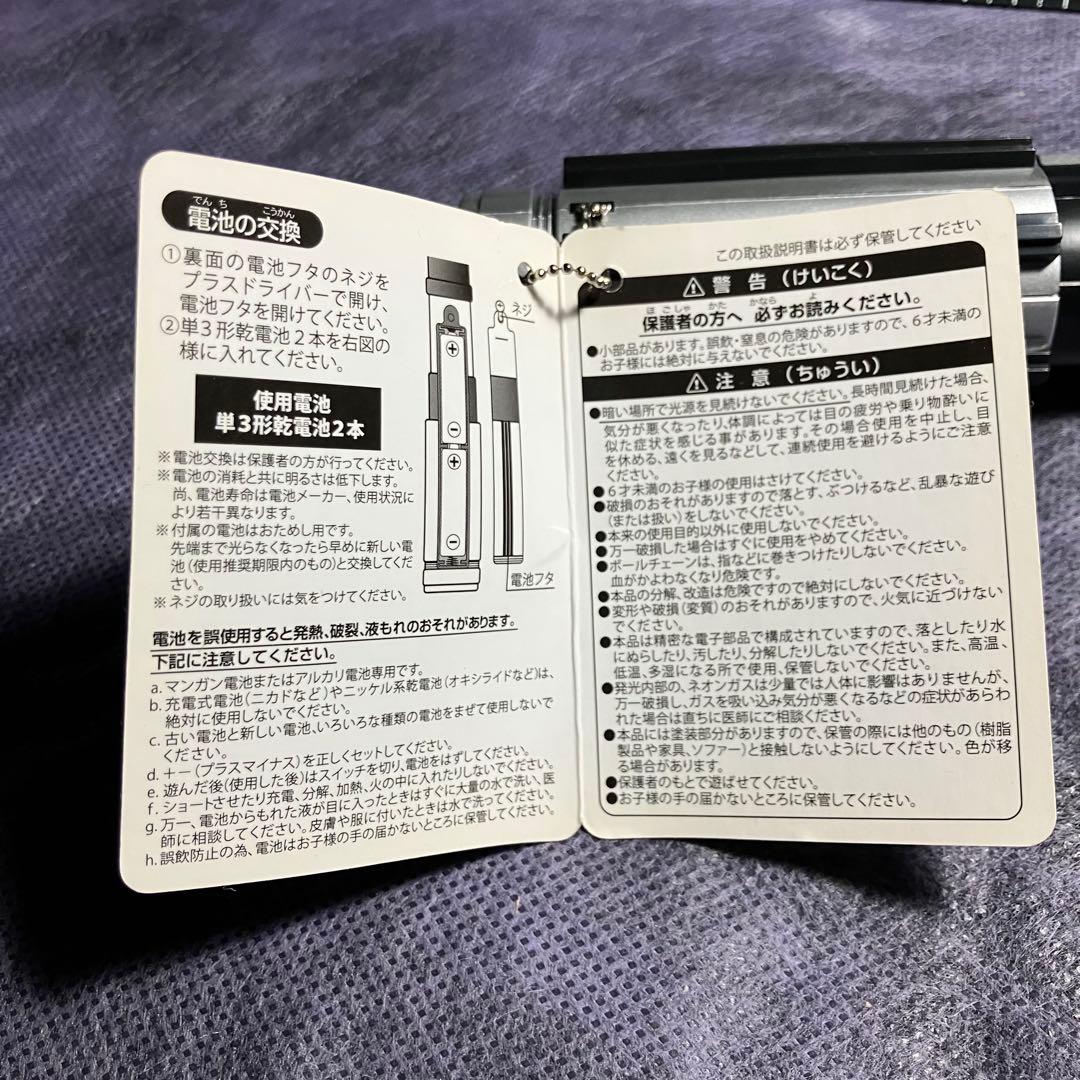 でんち こうかん
電池の交換
①裏面の電池フタのネジを
プラスドライバーで開け、
電池フタを開けてください。
②単3形乾電池2本を右図の
様に入れてください。
使用電池
単3形乾電池2本
※電池交換は保護者の方が行ってください。
※電池の消耗と共に明るさは低下します。
尚、電池寿命は電池メーカー、使用状況に
より若干異なります。
※付属の電池はおためし用です。
先端まで光らなくなったら早めに新しい電
池(使用推奨期限内のもの)と交換してくだ
さい。
※ネジの取り扱いには気をつけてください。
ネジ
電池フタ
電池を誤使用すると発熱、破裂、液もれのおそれがあります。
下記に注意してください。
a. マンガン電池またはアルカリ電池専用です。
b. 充電式電池(ニカドなど)やニッケル系乾電池(オキシライドなど)は、
絶対に使用しないでください。
c. 古い電池と新しい電池、いろいろな種類の電池をまぜて使用しないで
ください。
d. +−(プラスマイナス)を正しくセットしてください。
e. 遊んだ後(使用した後)はスイッチを切り、電池をはずしてください。
f. ショートさせたり充電、分解、加熱、火の中に入れたりしないでください。
g. 万一、電池からもれた液が目に入ったときはすぐに大量の水で洗い、医
師に相談してください。皮膚や服に付いたときは水で洗ってください。
h. 誤飲防止の為、電池はお子様の手の届かないところに保管してください。
この取扱説明書は必ず保管してください
⚠ 警告(けいこく)
ほごしゃ かた かなら よ
保護者の方へ 必ずお読みください。
●小部品があります。誤飲・窒息の危険がありますので、6才未満の
お子様には絶対に与えないでください。
⚠ 注意(ちゅうい)
●暗い場所で光源を見続けないでください。長時間見続けた場合、
気分が悪くなったり、体調によっては目の疲労や乗り物酔いに
似た症状を感じる事があります。その場合使用を中止し、目
を休める、遠くを見るなどして、連続使用を避けるようにご注意
ください。
●6才未満のお子様の使用はさけてください。
●破損のおそれがありますので落とす、ぶつけるなど、乱暴な遊び
(または扱い)をしないでください。
●本来の使用目的以外に使用しないでください。
●万一破損した場合はすぐに使用をやめてください。
●ボールチェーンは、指などに巻きつけたりしないでください。
血がかよわなくなり危険です。
●本品の分解、改造は危険ですので絶対にしないでください。
●変形や破損(変質)のおそれがありますので、火気に近づけない
でください。
●本品は精密な電子部品で構成されていますので、落としたり水
にぬらしたり、汚したり、分解したりしないでください。また、高温、
低温、多湿になる所で使用、保管しないでください。
●発光内部の、ネオンガスは少量では人体に影響はありませんが、
万一破損し、ガスを吸い込み気分が悪くなるなどの症状があらわ
れた場合は直ちに医師にご相談ください。
●本品には塗装部分がありますので、保管の際には他のもの(樹脂
製品や家具、ソファー)と接触しないようにしてください。色が移
る場合があります。
●保護者のもとで遊ばせてください。
●お子様の手の届かないところに保管してください。